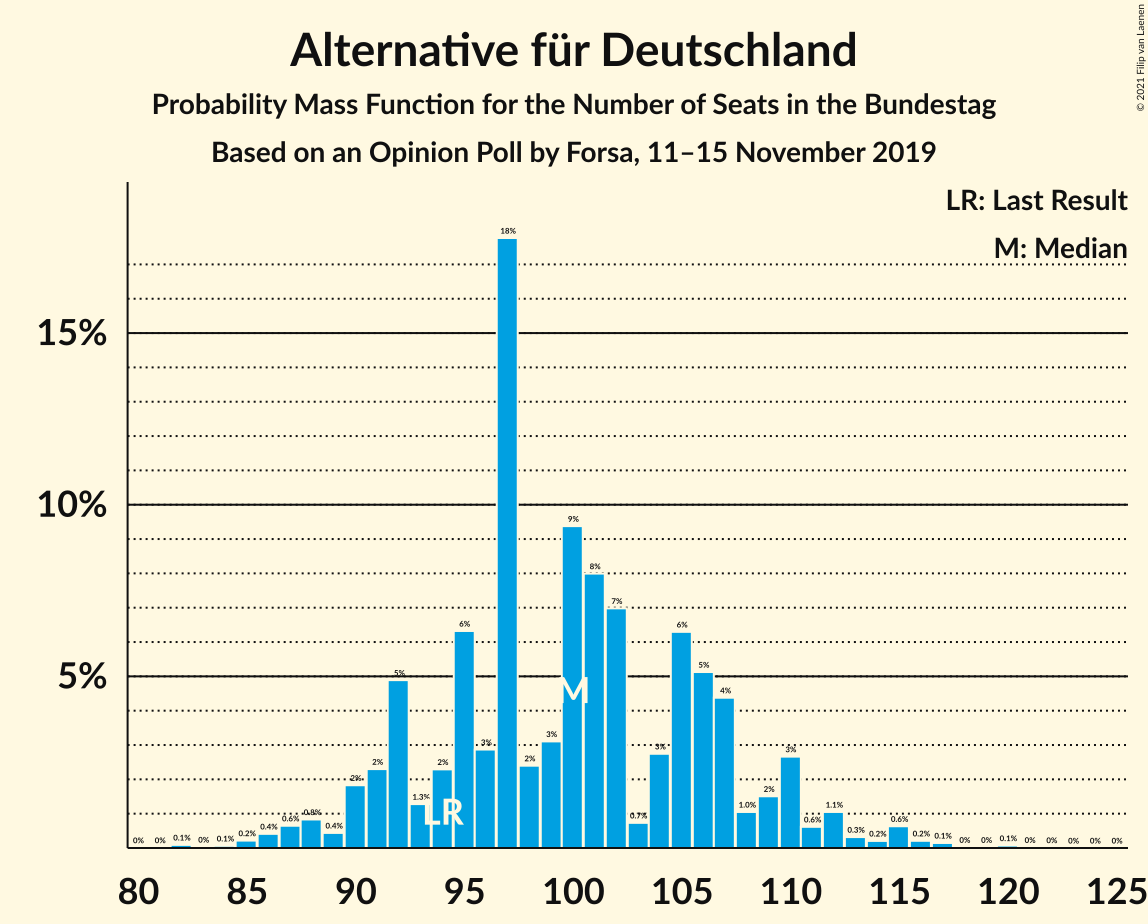 © 2021 Filip van Laenen
Alternative für Deutschland
Probability Mass Function for the Number of Seats in the Bundestag
Based on an Opinion Poll by Forsa, 11–15 November 2019
LR: Last Result
M: Median
15%
10%
5%
0% 0% 0.1% 0% 0.1% 0.2% 0.4% 0.6% 0.8% 0.4% 2% 2% 5% 1.3% 2% 6% 3% 18% 2% 3% 9% 8% 7% 0.7% 3% 6% 5% 4% 1.0% 2% 3% 0.6% 1.1% 0.3% 0.2% 0.6% 0.2% 0.1% 0% 0% 0.1% 0% 0% 0% 0% 0%
M
LR
80 85 90 95 100 105 110 115 120 125